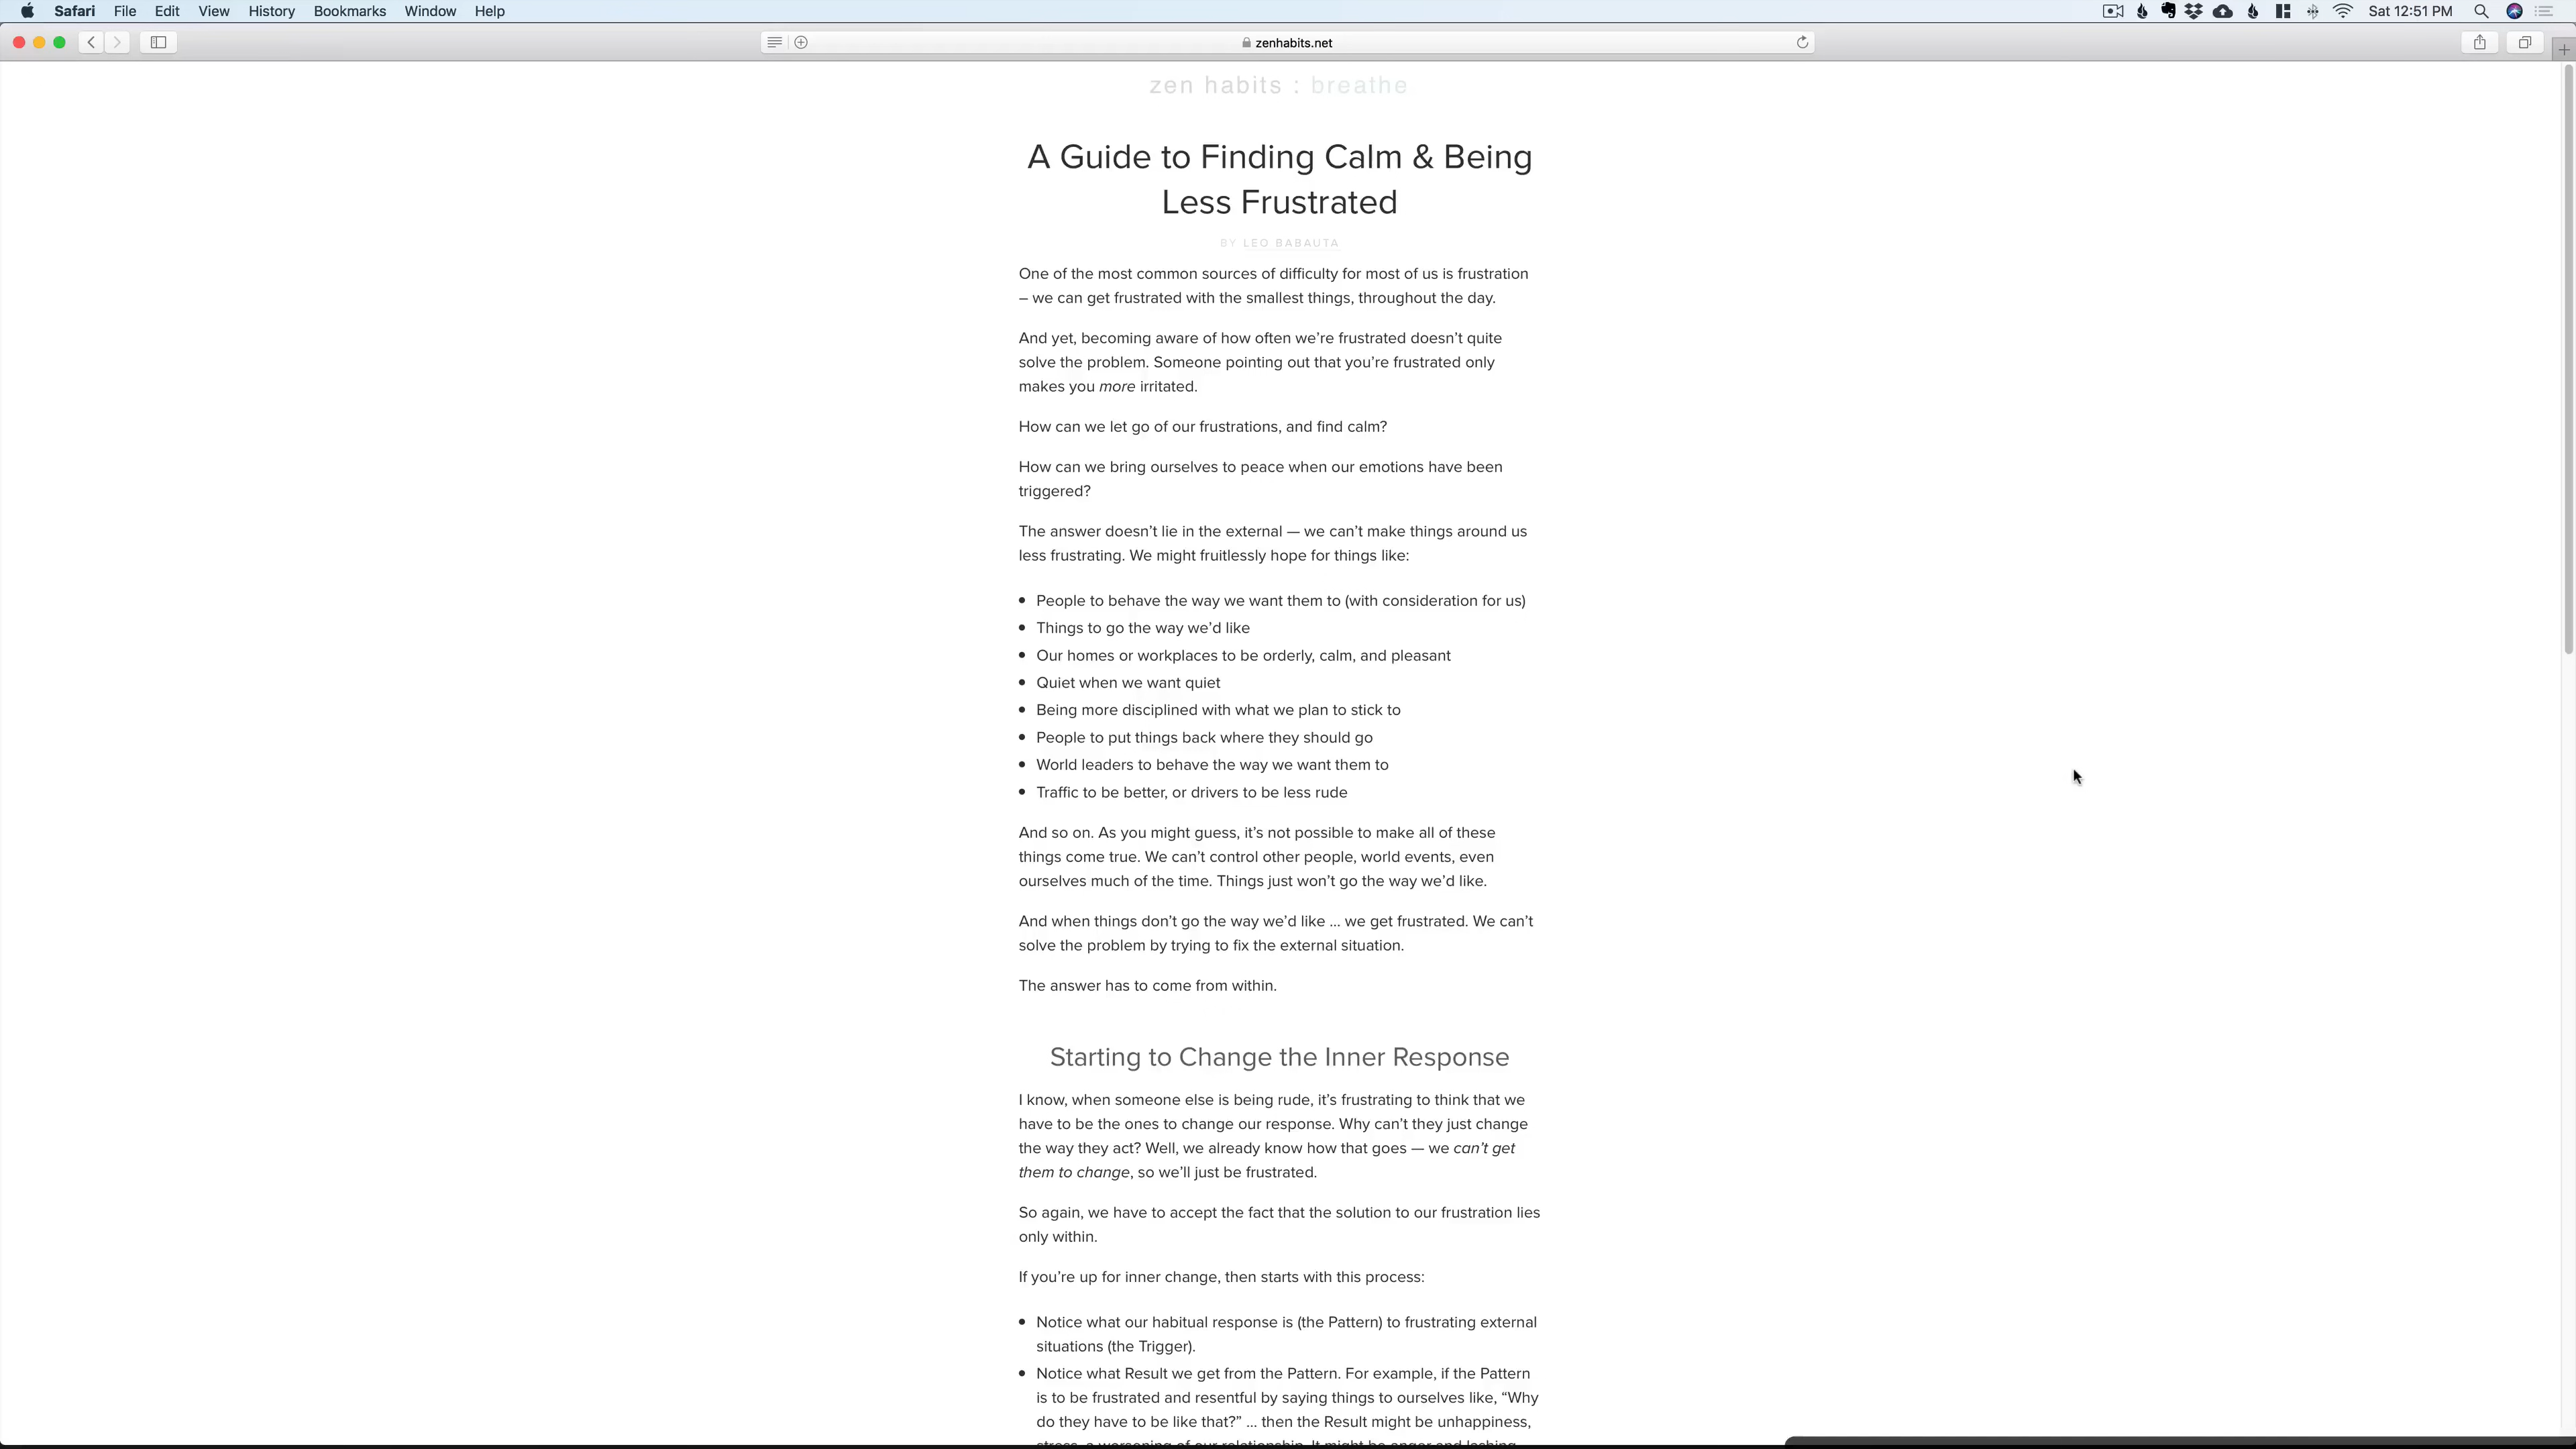 Safari File Edit View History Bookmarks Window Help Sat 12:51 PM
zenhabits.net
zen habits : breathe
A Guide to Finding Calm & Being
Less Frustrated
BY LEO BABAUTA
One of the most common sources of difficulty for most of us is frustration
– we can get frustrated with the smallest things, throughout the day.
And yet, becoming aware of how often we’re frustrated doesn’t quite
solve the problem. Someone pointing out that you’re frustrated only
makes you more irritated.
How can we let go of our frustrations, and find calm?
How can we bring ourselves to peace when our emotions have been
triggered?
The answer doesn’t lie in the external — we can’t make things around us
less frustrating. We might fruitlessly hope for things like:
• People to behave the way we want them to (with consideration for us)
• Things to go the way we’d like
• Our homes or workplaces to be orderly, calm, and pleasant
• Quiet when we want quiet
• Being more disciplined with what we plan to stick to
• People to put things back where they should go
• World leaders to behave the way we want them to
• Traffic to be better, or drivers to be less rude
And so on. As you might guess, it’s not possible to make all of these
things come true. We can’t control other people, world events, even
ourselves much of the time. Things just won’t go the way we’d like.
And when things don’t go the way we’d like … we get frustrated. We can’t
solve the problem by trying to fix the external situation.
The answer has to come from within.
Starting to Change the Inner Response
I know, when someone else is being rude, it’s frustrating to think that we
have to be the ones to change our response. Why can’t they just change
the way they act? Well, we already know how that goes — we can’t get
them to change, so we’ll just be frustrated.
So again, we have to accept the fact that the solution to our frustration lies
only within.
If you’re up for inner change, then starts with this process:
• Notice what our habitual response is (the Pattern) to frustrating external
situations (the Trigger).
• Notice what Result we get from the Pattern. For example, if the Pattern
is to be frustrated and resentful by saying things to ourselves like, “Why
do they have to be like that?” … then the Result might be unhappiness,
stress, a worsening of our relationship. It might be anger and lashing